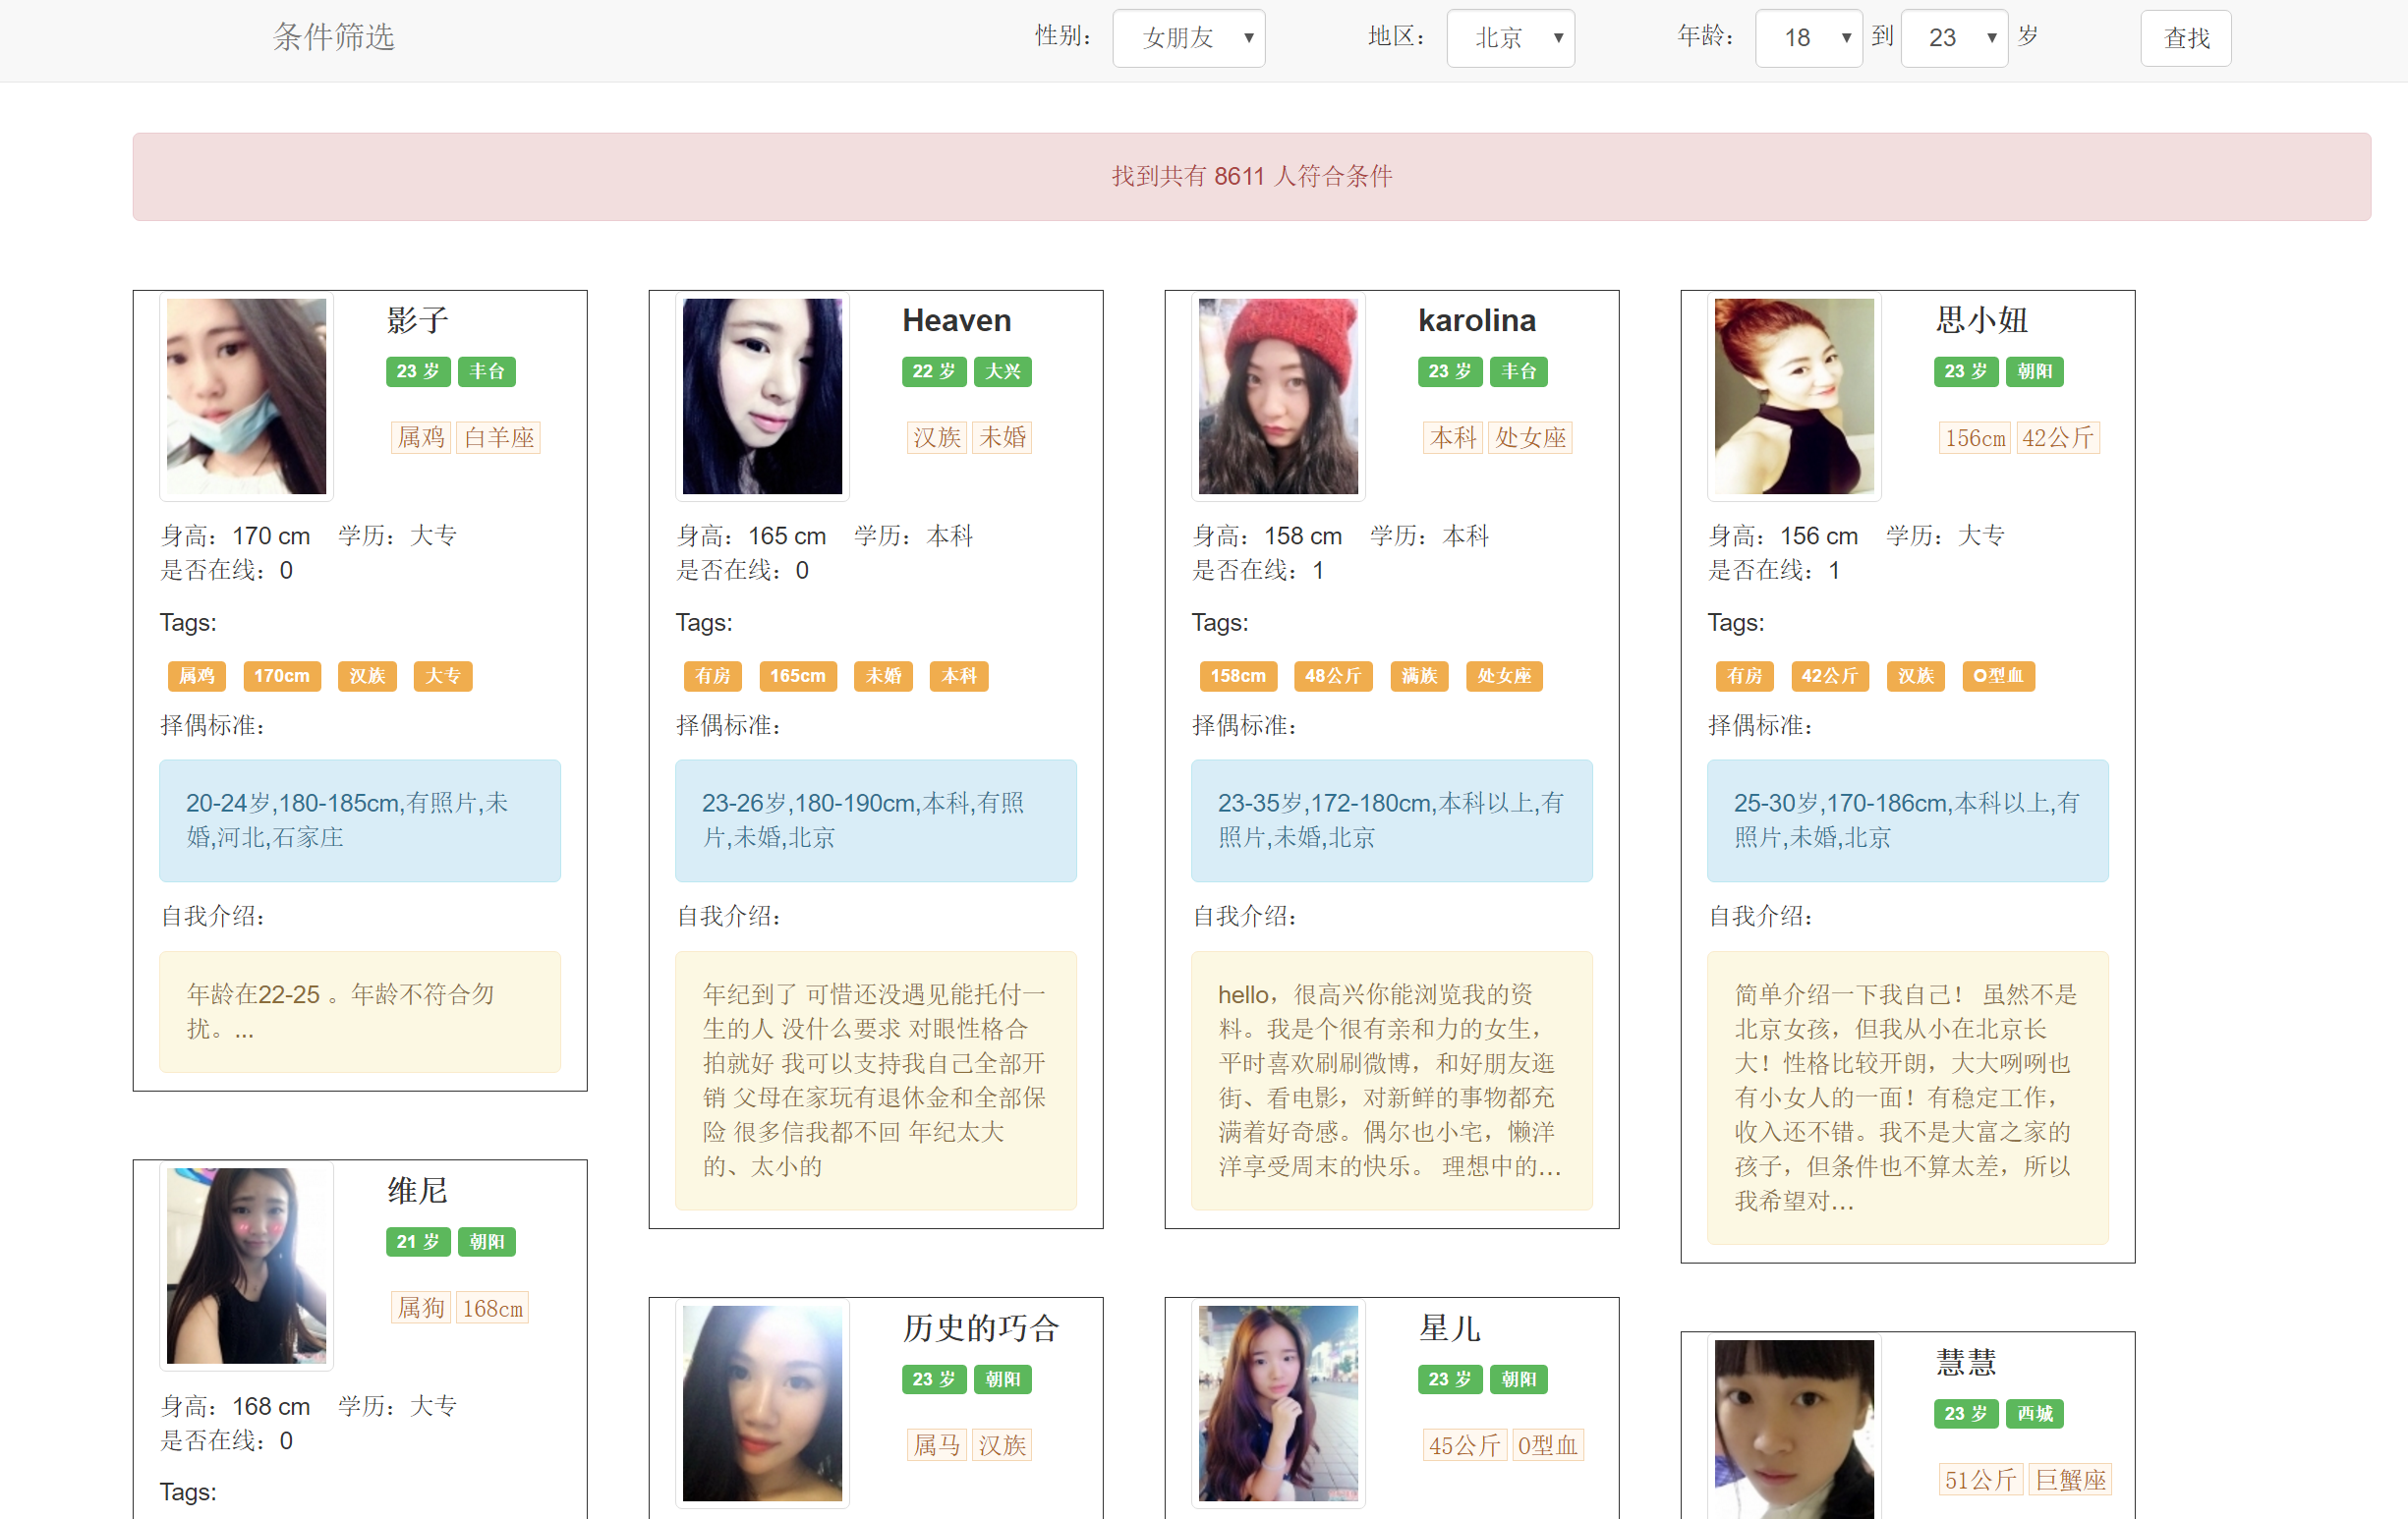 条件筛选
性别： 女朋友 地区： 北京 年龄： 18 到 23 岁 查找
找到共有 8611 人符合条件
影子
23 岁 丰台
属鸡 白羊座
身高：170 cm 学历：大专
是否在线：0
Tags:
属鸡 170cm 汉族 大专
择偶标准：
20-24岁,180-185cm,有照片,未
婚,河北,石家庄
自我介绍：
年龄在22-25 。年龄不符合勿
扰。...
Heaven
22 岁 大兴
汉族 未婚
身高：165 cm 学历：本科
是否在线：0
Tags:
有房 165cm 未婚 本科
择偶标准：
23-26岁,180-190cm,本科,有照
片,未婚,北京
自我介绍：
年纪到了 可惜还没遇见能托付一
生的人 没什么要求 对眼性格合
拍就好 我可以支持我自己全部开
销 父母在家玩有退休金和全部保
险 很多信我都不回 年纪太大
的、太小的
karolina
23 岁 丰台
本科 处女座
身高：158 cm 学历：本科
是否在线：1
Tags:
158cm 48公斤 满族 处女座
择偶标准：
23-35岁,172-180cm,本科以上,有
照片,未婚,北京
自我介绍：
hello，很高兴你能浏览我的资
料。我是个很有亲和力的女生，
平时喜欢刷刷微博，和好朋友逛
街、看电影，对新鲜的事物都充
满着好奇感。偶尔也小宅，懒洋
洋享受周末的快乐。 理想中的...
思小妞
23 岁 朝阳
156cm 42公斤
身高：156 cm 学历：大专
是否在线：1
Tags:
有房 42公斤 汉族 O型血
择偶标准：
25-30岁,170-186cm,本科以上,有
照片,未婚,北京
自我介绍：
简单介绍一下我自己！ 虽然不是
北京女孩，但我从小在北京长
大！性格比较开朗，大大咧咧也
有小女人的一面！有稳定工作，
收入还不错。我不是大富之家的
孩子，但条件也不算太差，所以
我希望对...
维尼
21 岁 朝阳
属狗 168cm
身高：168 cm 学历：大专
是否在线：0
Tags:
历史的巧合
23 岁 朝阳
属马 汉族
星儿
23 岁 朝阳
45公斤 O型血
慧慧
23 岁 西城
51公斤 巨蟹座